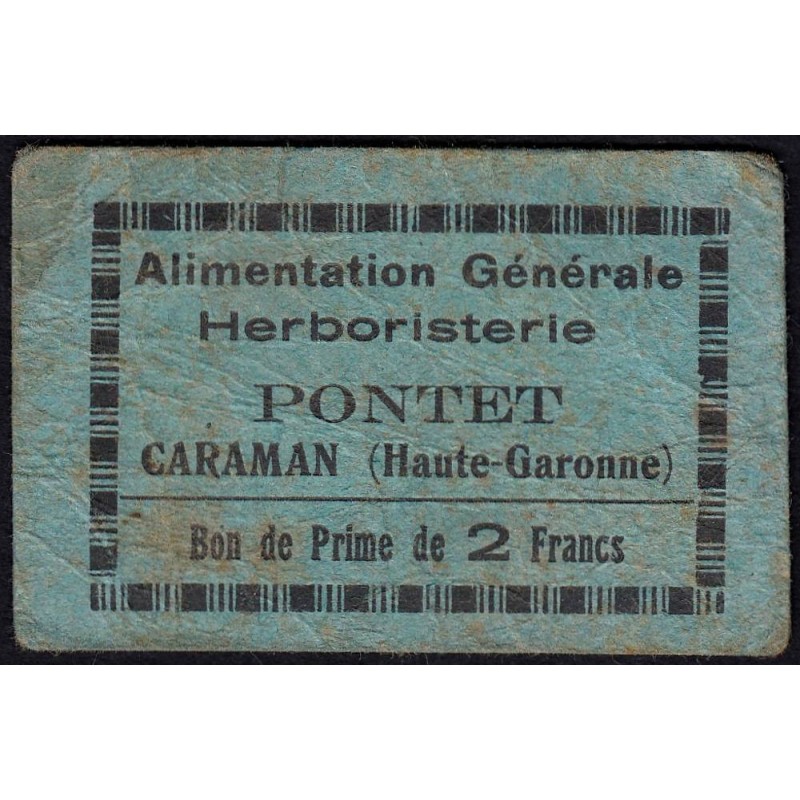 Alimentation Générale
Herboristerie
PONTET
CARAMAN (Haute-Garonne)
Bon de Prime de 2 Francs